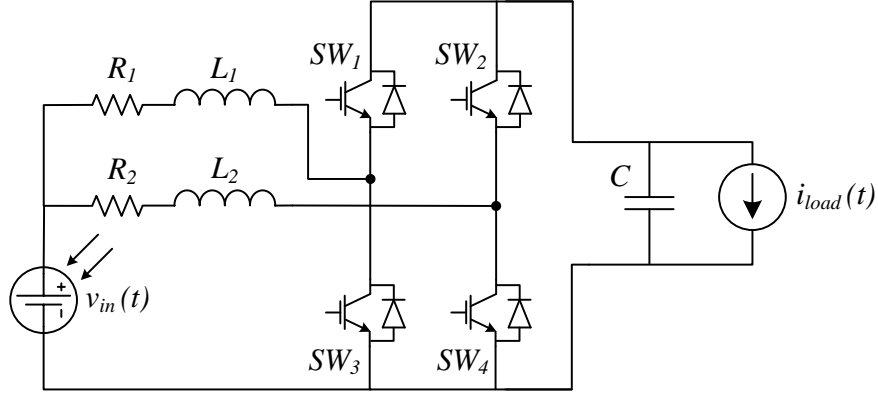 SW1
SW2
R1
L1
R2
L2
C
iload(t)
+
vin(t)
-
SW3
SW4